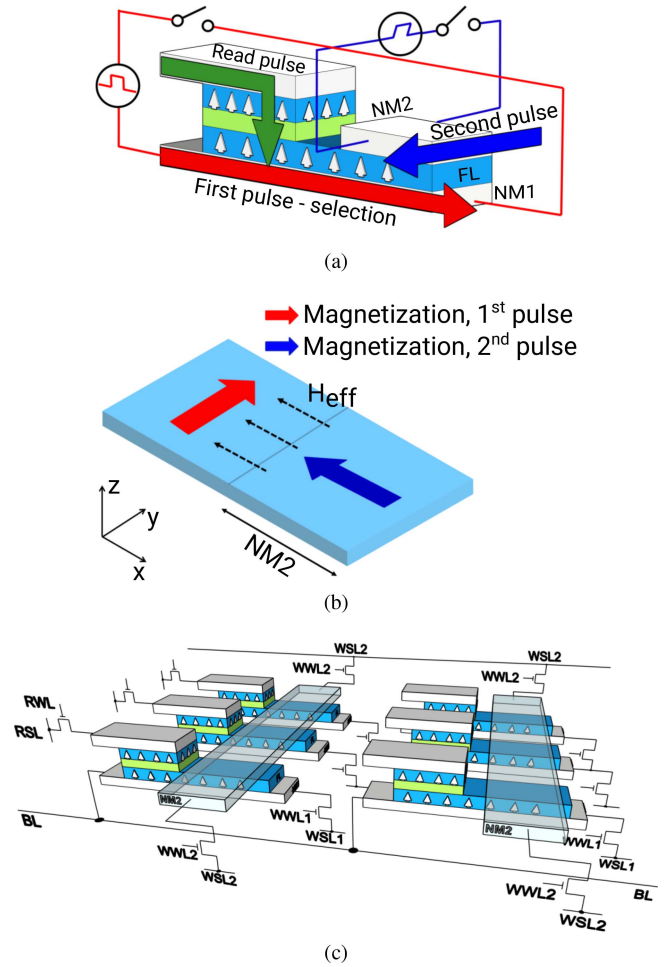 Read pulse
NM2
Second pulse
FL
NM1
First pulse - selection
(a)
Magnetization, 1st pulse
Magnetization, 2nd pulse
Heff
z
y
x
NM2
(b)
WSL2
WSL2
WWL2
WWL2
RWL
RSL
NM2
NM2
BL
WWL1
WSL1
WWL1
WSL1
WWL2
WSL2
WWL2
BL
WSL2
(c)